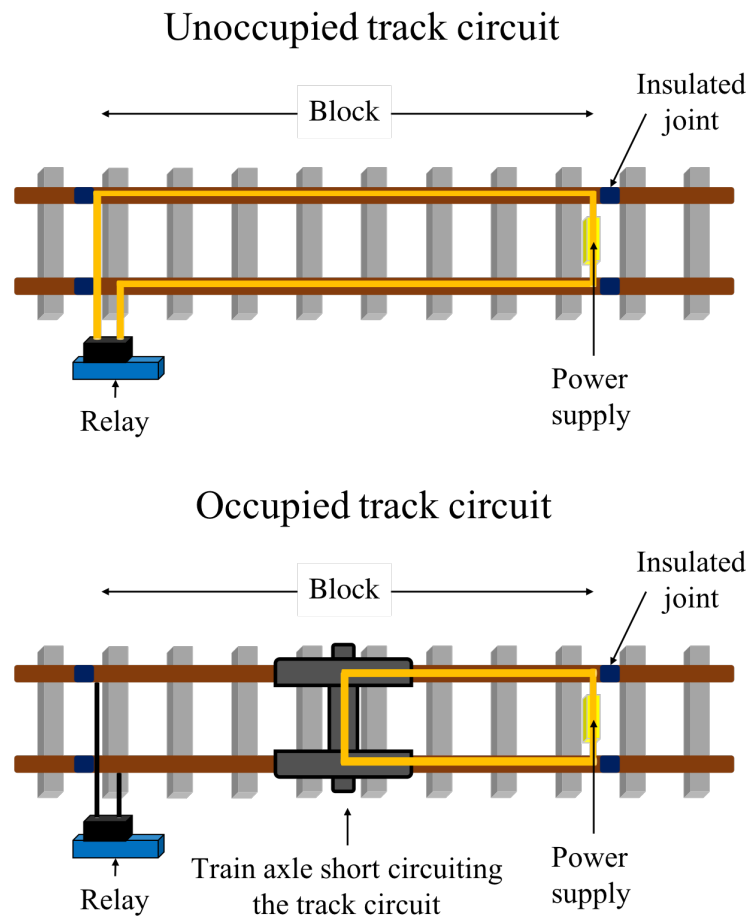 Unoccupied track circuit
Insulated
joint
Block
Relay
Power
supply
Occupied track circuit
Insulated
joint
Block
Relay
Train axle short circuiting
the track circuit
Power
supply